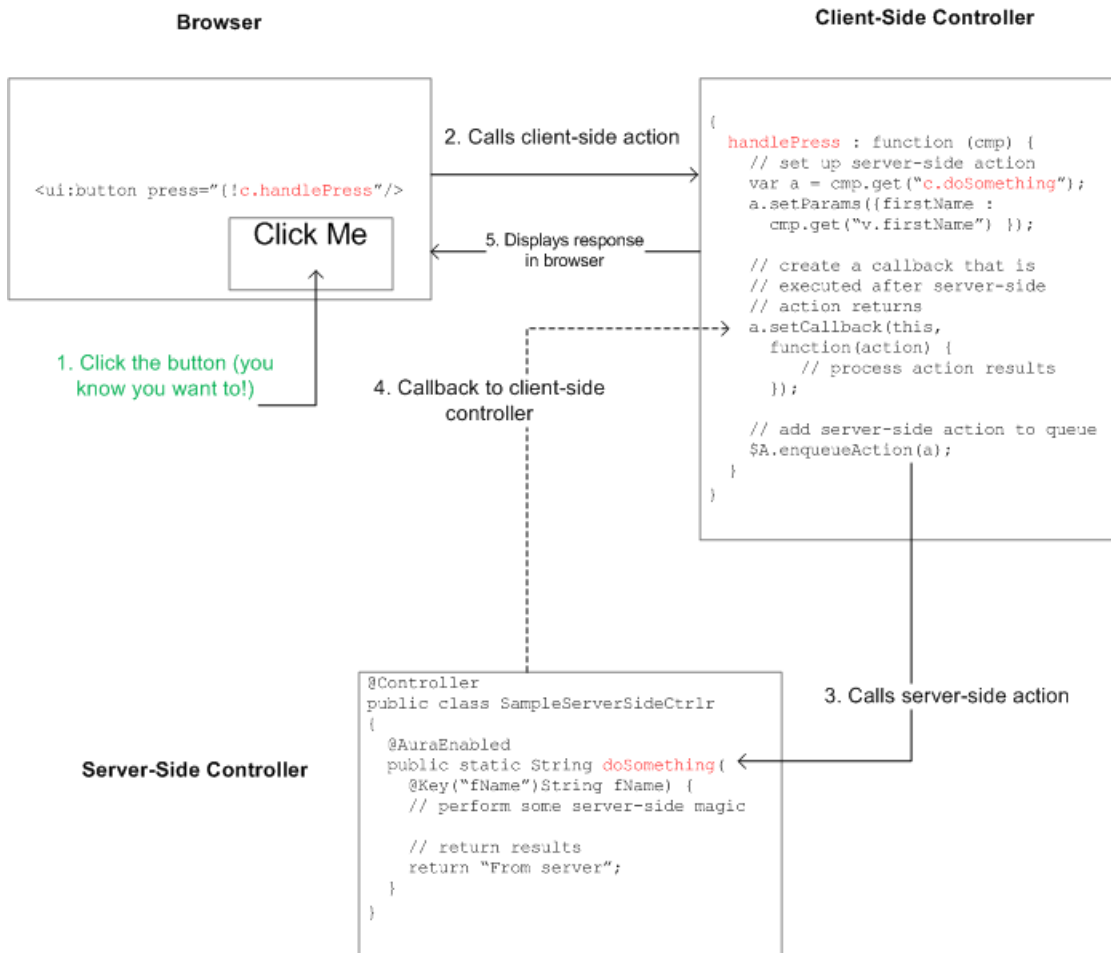 Browser
Client-Side Controller
<ui:button press="{!c.handlePress"/>
Click Me
1. Click the button (you
know you want to!)
2. Calls client-side action
5. Displays response
in browser
{
handlePress : function (cmp) {
// set up server-side action
var a = cmp.get("c.doSomething");
a.setParams({firstName :
cmp.get("v.firstName") });
// create a callback that is
// executed after server-side
// action returns
a.setCallback(this,
function(action) {
// process action results
});
// add server-side action to queue
$A.enqueueAction(a);
}
}
4. Callback to client-side
controller
3. Calls server-side action
Server-Side Controller
@Controller
public class SampleServerSideCtrlr
{
@AuraEnabled
public static String doSomething(
@Key("fName")String fName) {
// perform some server-side magic
// return results
return "From server";
}
}